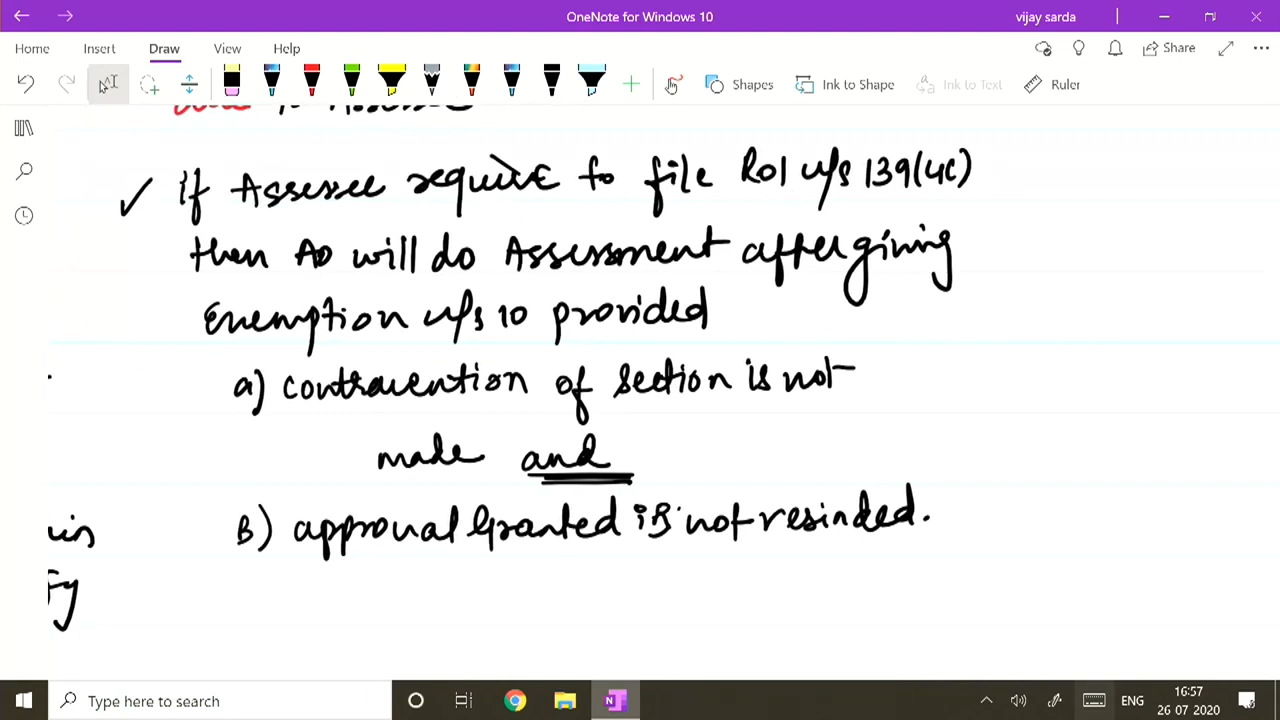 OneNote for Windows 10
vijay sarda
Home Insert Draw View Help
Share
Shapes Ink to Shape Ink to Text Ruler
to Assessee
✓ If Assessee require to file RoI u/s 139(4C)
then AO will do Assessment after giving
Exemption u/s 10 provided
a) contravention of section is not
made and
B) approval Granted is not resinded.
Type here to search
ENG
16:57
26-07-2020